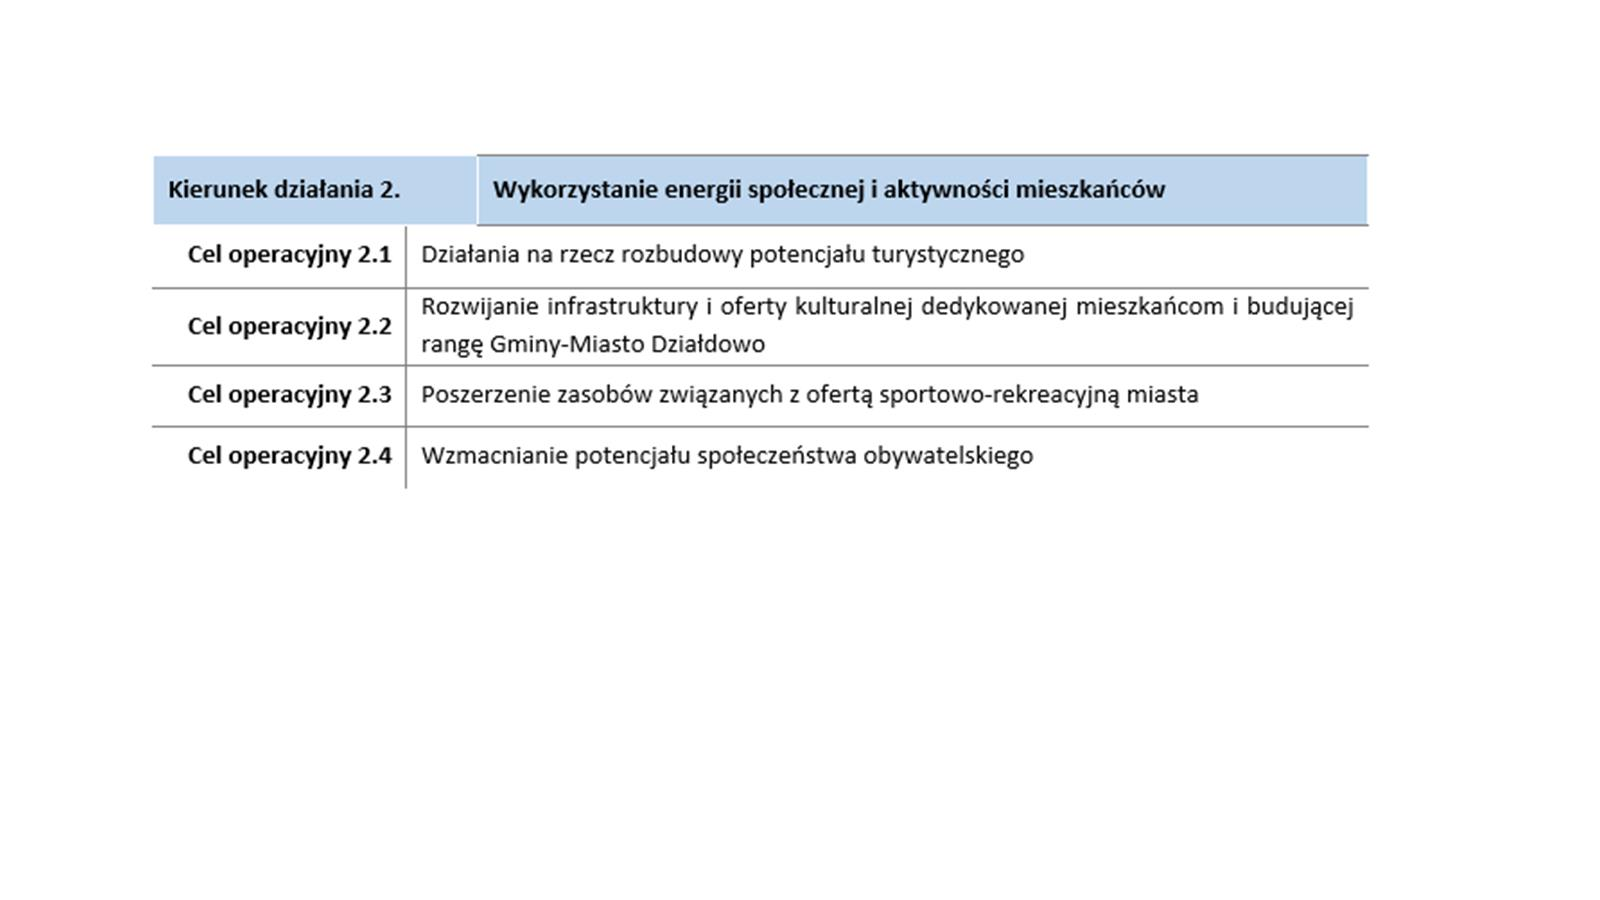 Kierunek działania 2. Wykorzystanie energii społecznej i aktywności mieszkańców
Cel operacyjny 2.1 Działania na rzecz rozbudowy potencjału turystycznego
Cel operacyjny 2.2 Rozwijanie infrastruktury i oferty kulturalnej dedykowanej mieszkańcom i budującej
rangę Gminy-Miasto Działdowo
Cel operacyjny 2.3 Poszerzenie zasobów związanych z ofertą sportowo-rekreacyjną miasta
Cel operacyjny 2.4 Wzmacnianie potencjału społeczeństwa obywatelskiego